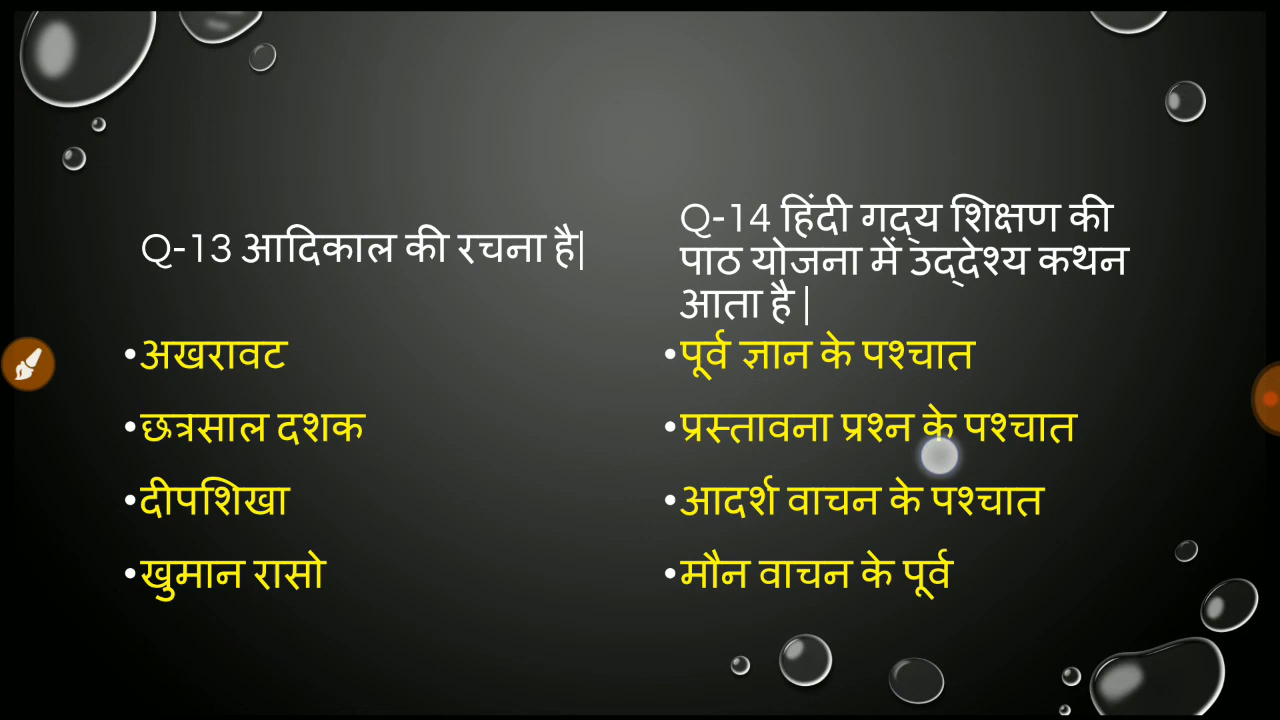 Q-13 आदिकाल की रचना है|
•अखरावट
•छत्रसाल दशक
•दीपशिखा
•खुमान रासो
Q-14 हिंदी गद्य शिक्षण की
पाठ योजना में उद्देश्य कथन
आता है |
•पूर्व ज्ञान के पश्चात
•प्रस्तावना प्रश्न के पश्चात
•आदर्श वाचन के पश्चात
•मौन वाचन के पूर्व